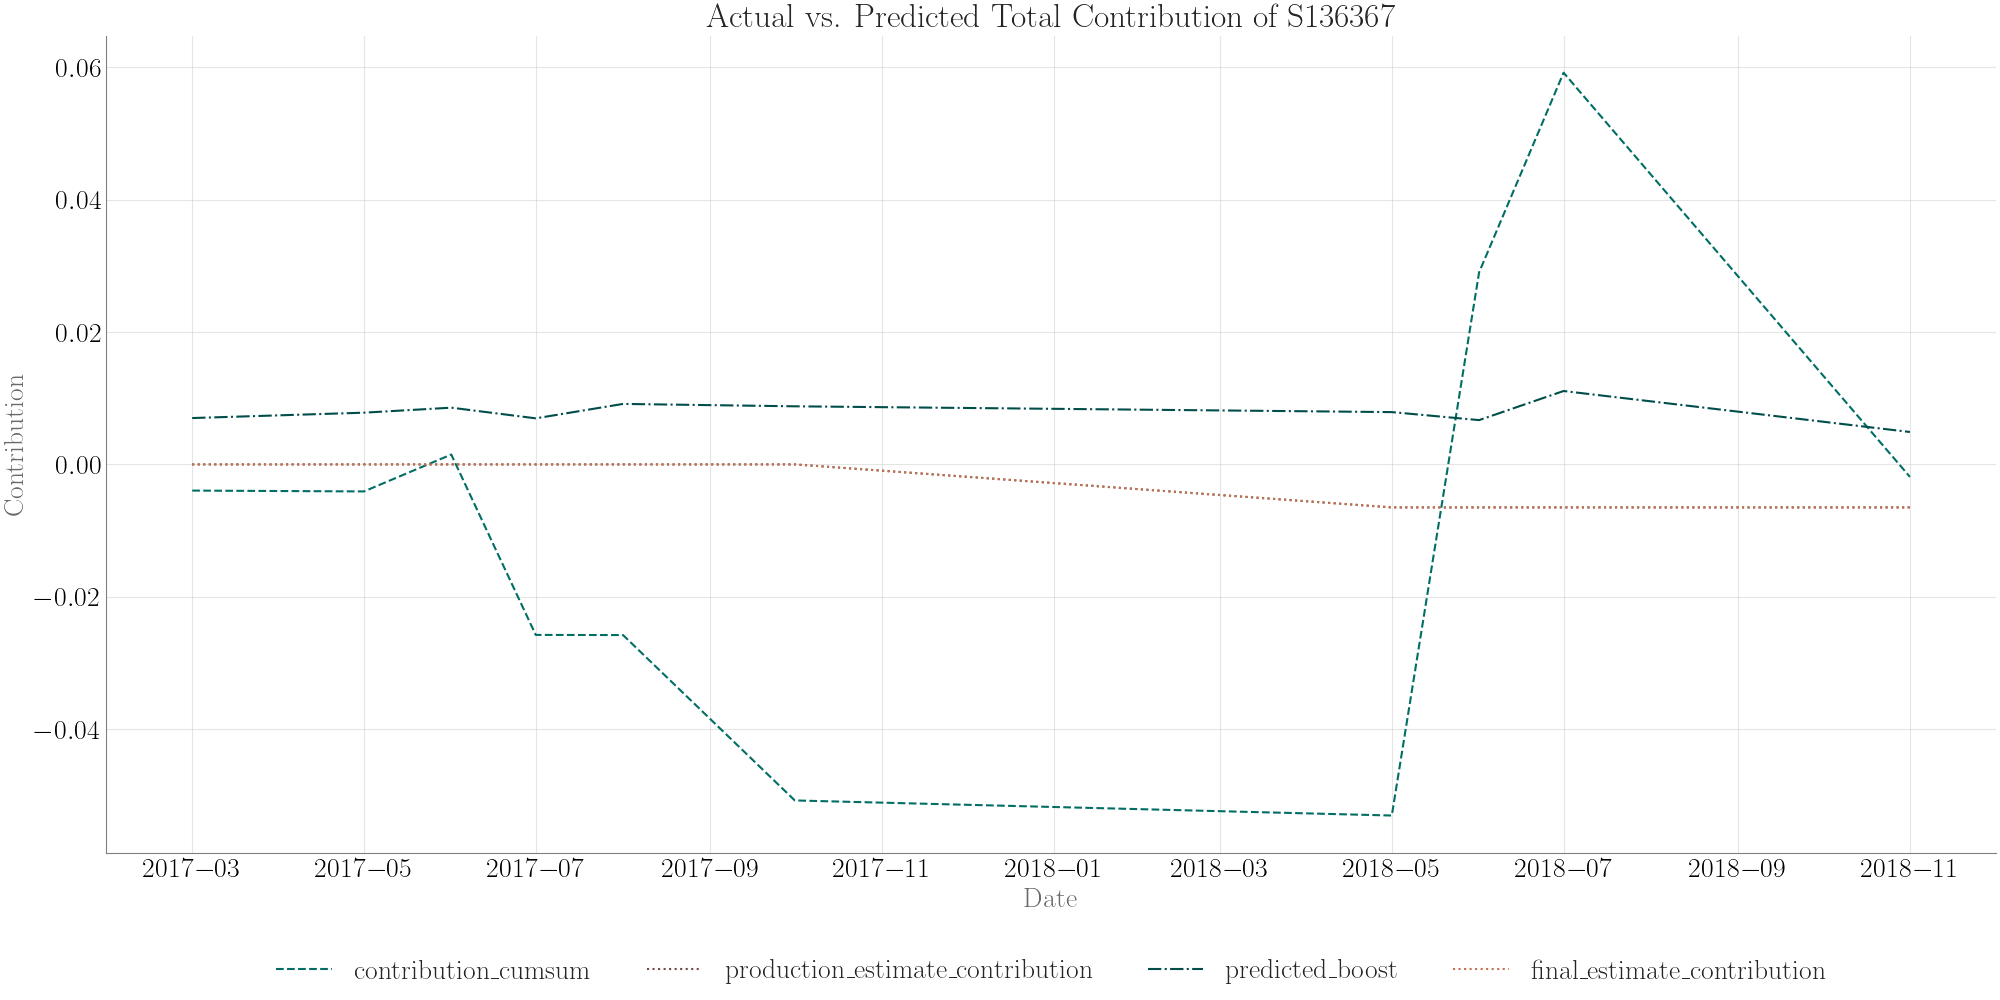 Actual vs. Predicted Total Contribution of S136367
0.06
0.04
0.02
0.00
−0.02
−0.04
Contribution
2017−03 2017−05 2017−07 2017−09 2017−11 2018−01 2018−03 2018−05 2018−07 2018−09 2018−11
Date
contribution_cumsum production_estimate_contribution predicted_boost final_estimate_contribution